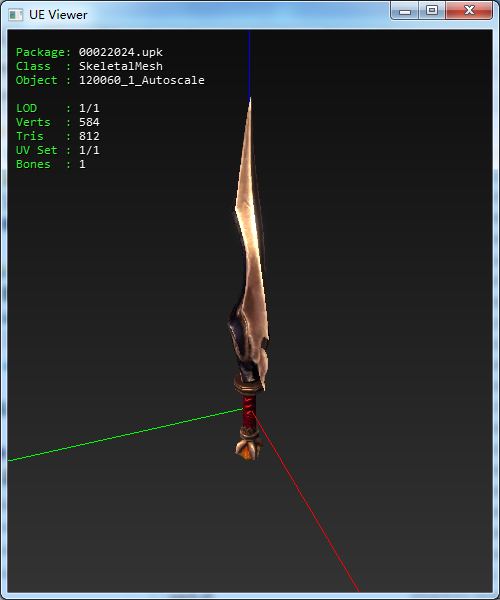 UE Viewer
Package: 00022024.upk
Class : SkeletalMesh
Object : 120060_1_Autoscale
LOD : 1/1
Verts : 584
Tris : 812
UV Set : 1/1
Bones : 1